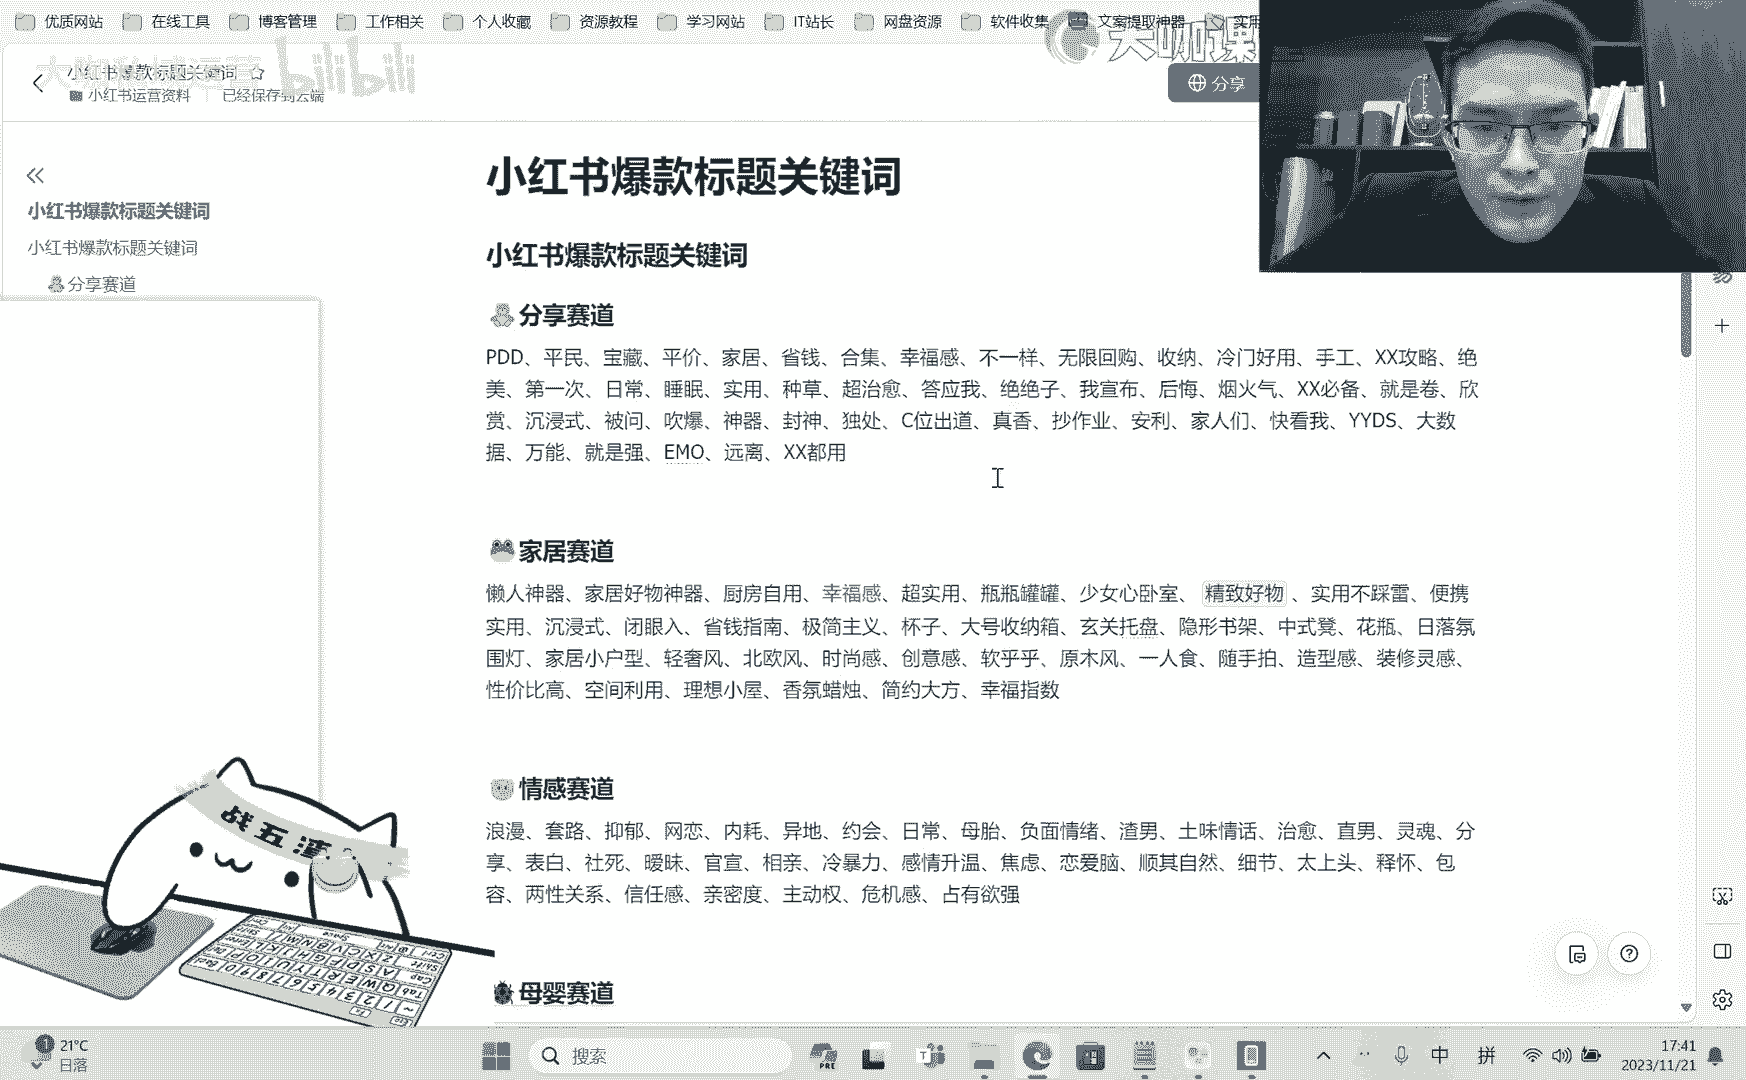 优质网站 在线工具 博客管理 工作相关 个人收藏 资源教程 学习网站 IT站长 网盘资源 软件收集 文案提取神器
bilibili
小红书爆款标题关键词
小红书运营资料 已经保存到云端
分享
小红书爆款标题关键词
小红书爆款标题关键词
分享赛道
小红书爆款标题关键词
小红书爆款标题关键词
分享赛道
PDD、平民、宝藏、平价、家居、省钱、合集、幸福感、不一样、无限回购、收纳、冷门好用、手工、XX攻略、绝
美、第一次、日常、睡眠、实用、种草、超治愈、答应我、绝绝子、我宣布、后悔、烟火气、XX必备、就是卷、欣
赏、沉浸式、被问、吹爆、神器、封神、独处、C位出道、真香、抄作业、安利、家人们、快看我、YYDS、大数
据、万能、就是强、EMO、远离、XX都用
家居赛道
懒人神器、家居好物神器、厨房自用、幸福感、超实用、瓶瓶罐罐、少女心卧室、 精致好物 、实用不踩雷、便携
实用、沉浸式、闭眼入、省钱指南、极简主义、杯子、大号收纳箱、玄关托盘、隐形书架、中式凳、花瓶、日落氛
围灯、家居小户型、轻奢风、北欧风、时尚感、创意感、软乎乎、原木风、一人食、随手拍、造型感、装修灵感、
性价比高、空间利用、理想小屋、香氛蜡烛、简约大方、幸福指数
情感赛道
浪漫、套路、抑郁、网恋、内耗、异地、约会、日常、母胎、负面情绪、渣男、土味情话、治愈、直男、灵魂、分
享、表白、社死、暧昧、官宣、相亲、冷暴力、感情升温、焦虑、恋爱脑、顺其自然、细节、太上头、释怀、包
容、两性关系、信任感、亲密度、主动权、危机感、占有欲强
母婴赛道
战五渣
21°C
日落
搜索
PRE
中 拼
17:41
2023/11/21